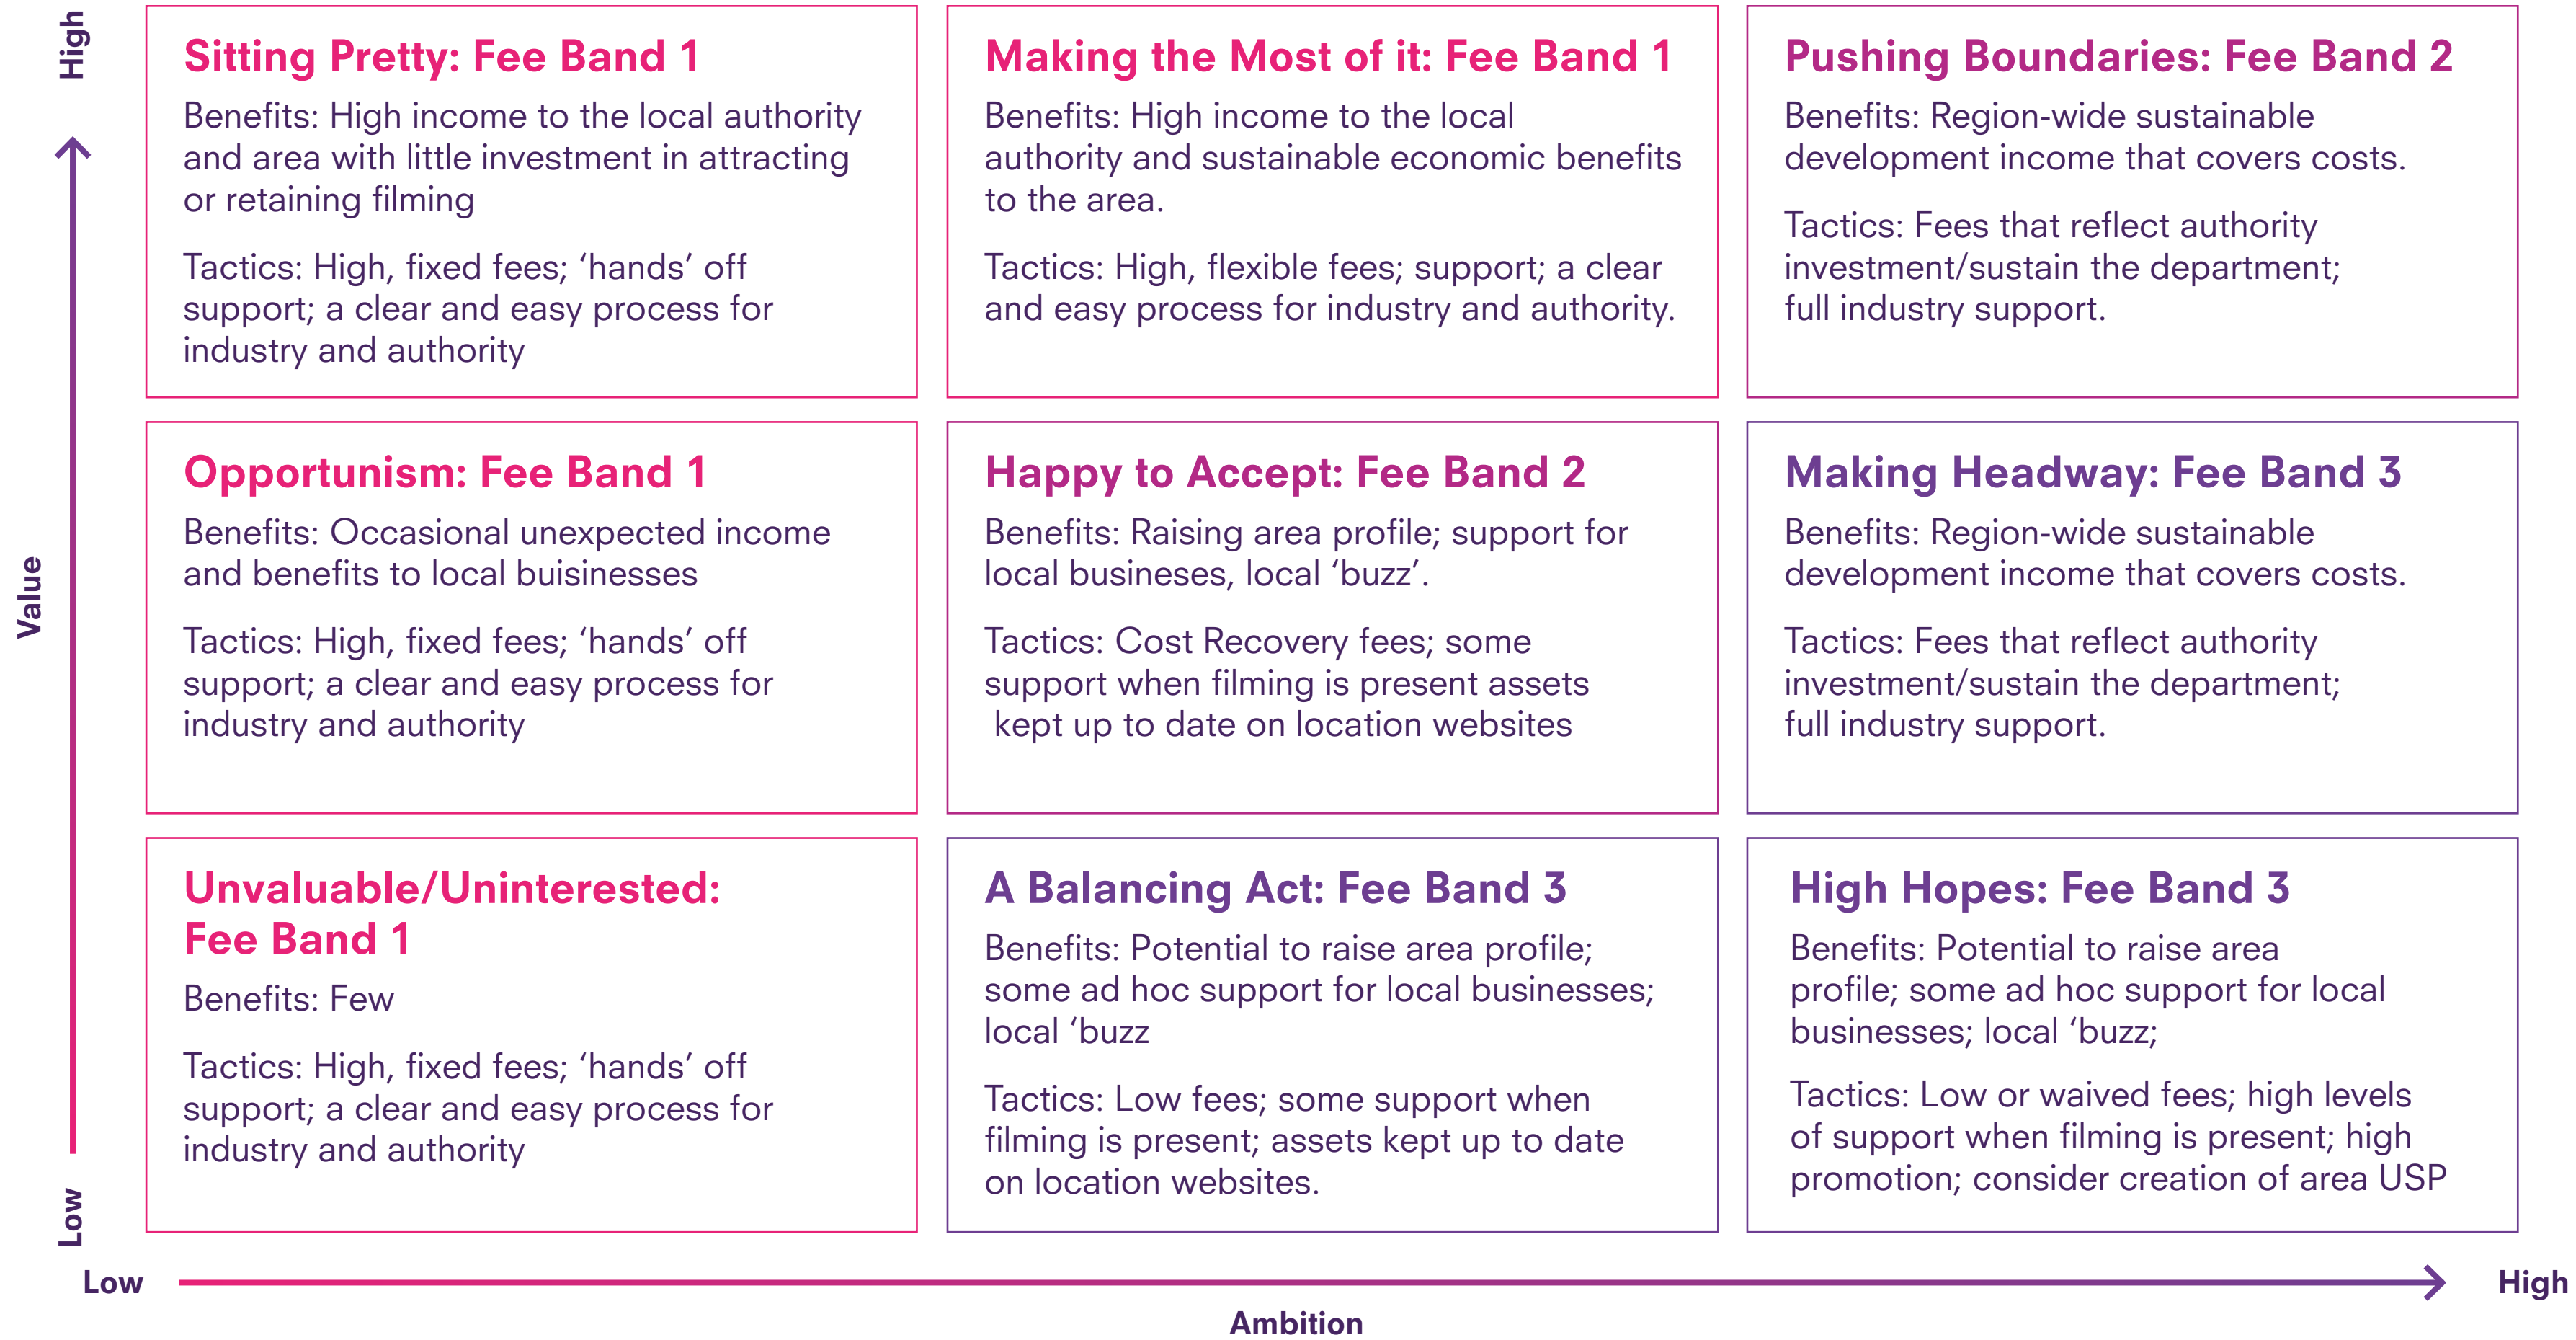 High
Sitting Pretty: Fee Band 1
Benefits: High income to the local authority
and area with little investment in attracting
or retaining filming
Tactics: High, fixed fees; ‘hands’ off
support; a clear and easy process for
industry and authority
Making the Most of it: Fee Band 1
Benefits: High income to the local
authority and sustainable economic benefits
to the area.
Tactics: High, flexible fees; support; a clear
and easy process for industry and authority.
Pushing Boundaries: Fee Band 2
Benefits: Region-wide sustainable
development income that covers costs.
Tactics: Fees that reflect authority
investment/sustain the department;
full industry support.
Value
Opportunism: Fee Band 1
Benefits: Occasional unexpected income
and benefits to local buisinesses
Tactics: High, fixed fees; ‘hands’ off
support; a clear and easy process for
industry and authority
Happy to Accept: Fee Band 2
Benefits: Raising area profile; support for
local busineses, local ‘buzz’.
Tactics: Cost Recovery fees; some
support when filming is present assets
kept up to date on location websites
Making Headway: Fee Band 3
Benefits: Region-wide sustainable
development income that covers costs.
Tactics: Fees that reflect authority
investment/sustain the department;
full industry support.
Unvaluable/Uninterested:
Fee Band 1
Benefits: Few
Tactics: High, fixed fees; ‘hands’ off
support; a clear and easy process for
industry and authority
A Balancing Act: Fee Band 3
Benefits: Potential to raise area profile;
some ad hoc support for local businesses;
local ‘buzz
Tactics: Low fees; some support when
filming is present; assets kept up to date
on location websites.
High Hopes: Fee Band 3
Benefits: Potential to raise area
profile; some ad hoc support for local
businesses; local ‘buzz;
Tactics: Low or waived fees; high levels
of support when filming is present; high
promotion; consider creation of area USP
Low
Low
High
Ambition